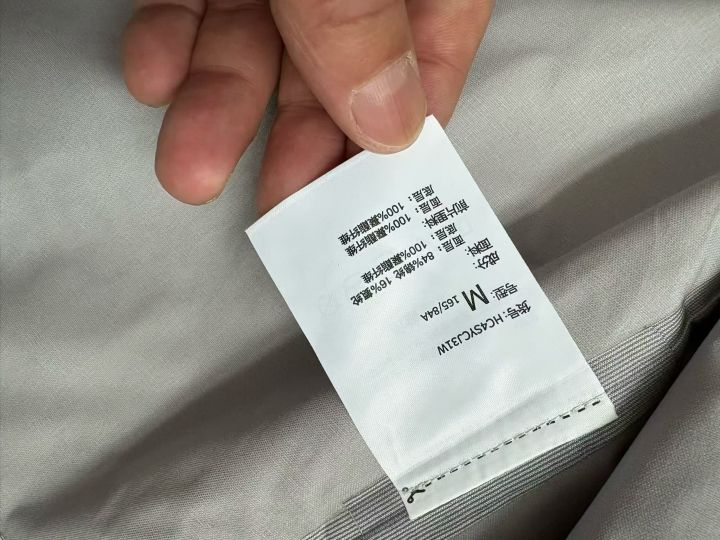 货号: HC4SYCJ31W
号型: M 165/84A
成分:
面料:
面层: 84%锦纶 16%氨纶
底层: 100%聚酯纤维
前片里料:
面层: 100%聚酯纤维
底层: 100%聚酯纤维